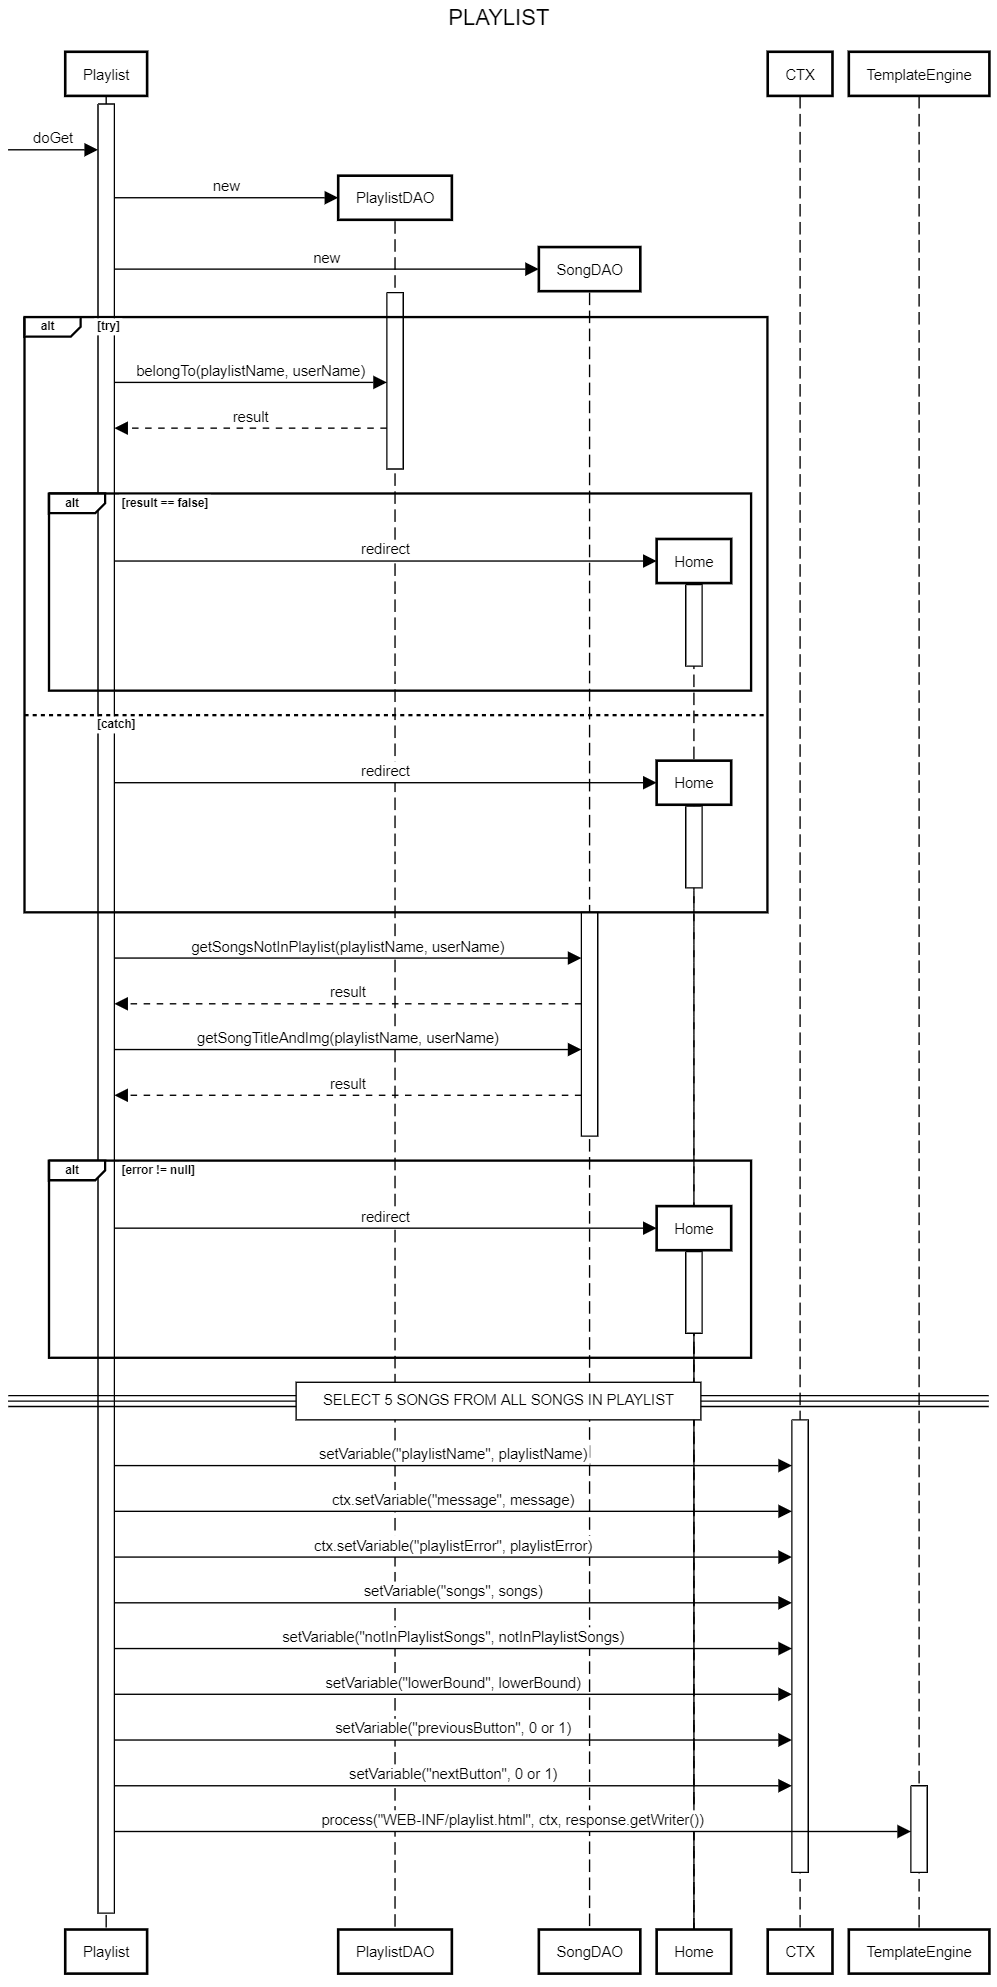 PLAYLIST
Playlist
CTX
TemplateEngine
doGet
new
PlaylistDAO
new
SongDAO
alt
[try]
belongTo(playlistName, userName)
result
alt
[result == false]
redirect
Home
[catch]
redirect
Home
getSongsNotInPlaylist(playlistName, userName)
result
getSongTitleAndImg(playlistName, userName)
result
alt
[error != null]
redirect
Home
SELECT 5 SONGS FROM ALL SONGS IN PLAYLIST
setVariable("playlistName", playlistName)
ctx.setVariable("message", message)
ctx.setVariable("playlistError", playlistError)
setVariable("songs", songs)
setVariable("notInPlaylistSongs", notInPlaylistSongs)
setVariable("lowerBound", lowerBound)
setVariable("previousButton", 0 or 1)
setVariable("nextButton", 0 or 1)
process("WEB-INF/playlist.html", ctx, response.getWriter())
Playlist
PlaylistDAO
SongDAO
Home
CTX
TemplateEngine